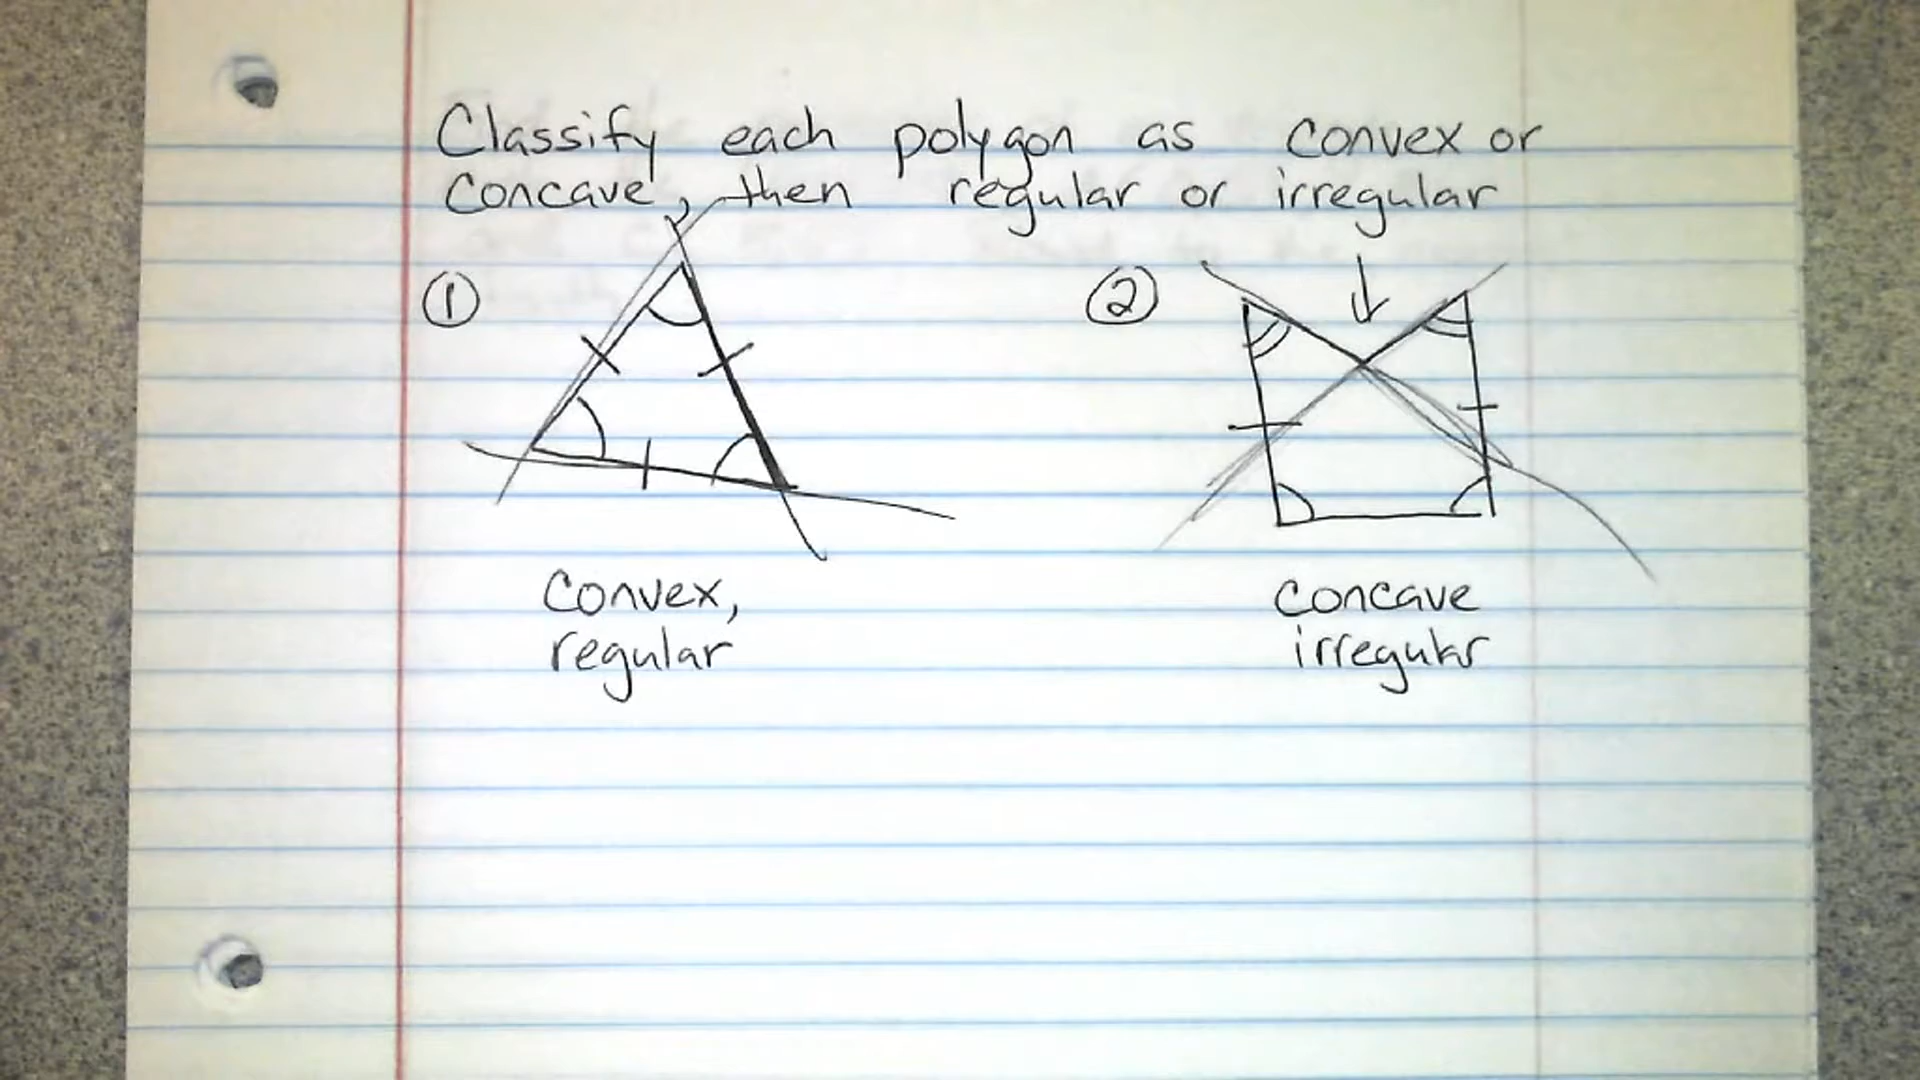 Classify each polygon as convex or
concave, then regular or irregular
①
②
Convex,
regular
Concave
irregular